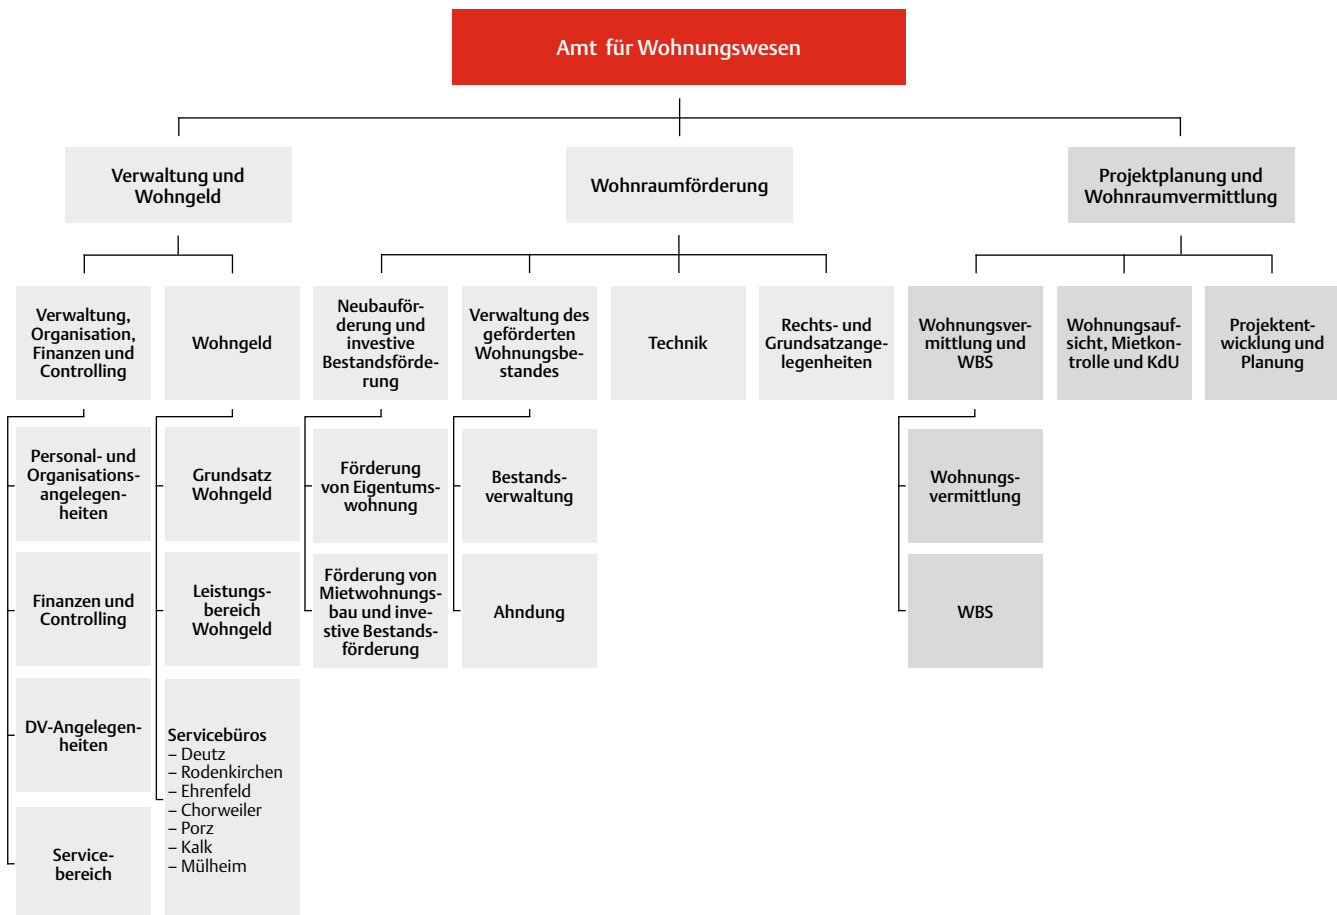 Amt für Wohnungswesen
Verwaltung und
Wohngeld
Wohnraumförderung
Projektplanung und
Wohnraumvermittlung
Verwaltung,
Organisation,
Finanzen und
Controlling
Wohngeld
Neubauför-
derung und
investive
Bestandsförde-
rung
Verwaltung des
geförderten
Wohnungsbe-
standes
Technik
Rechts- und
Grundsatzange-
legenheiten
Wohnungsver-
mittlung und
WBS
Wohnungsauf-
sicht, Mietkon-
trolle und KdU
Projektent-
wicklung und
Planung
Personal- und
Organisations-
angelegen-
heiten
Grundsatz
Wohngeld
Förderung
von Eigentums-
wohnung
Bestands-
verwaltung
Wohnungs-
vermittlung
Finanzen und
Controlling
Leistungs-
bereich
Wohngeld
Förderung von
Mietwohnungs-
bau und inve-
stive Bestands-
förderung
Ahndung
WBS
DV-Angelegen-
heiten
Servicebüros
– Deutz
– Rodenkirchen
– Ehrenfeld
– Chorweiler
– Porz
– Kalk
– Mülheim
Service-
bereich